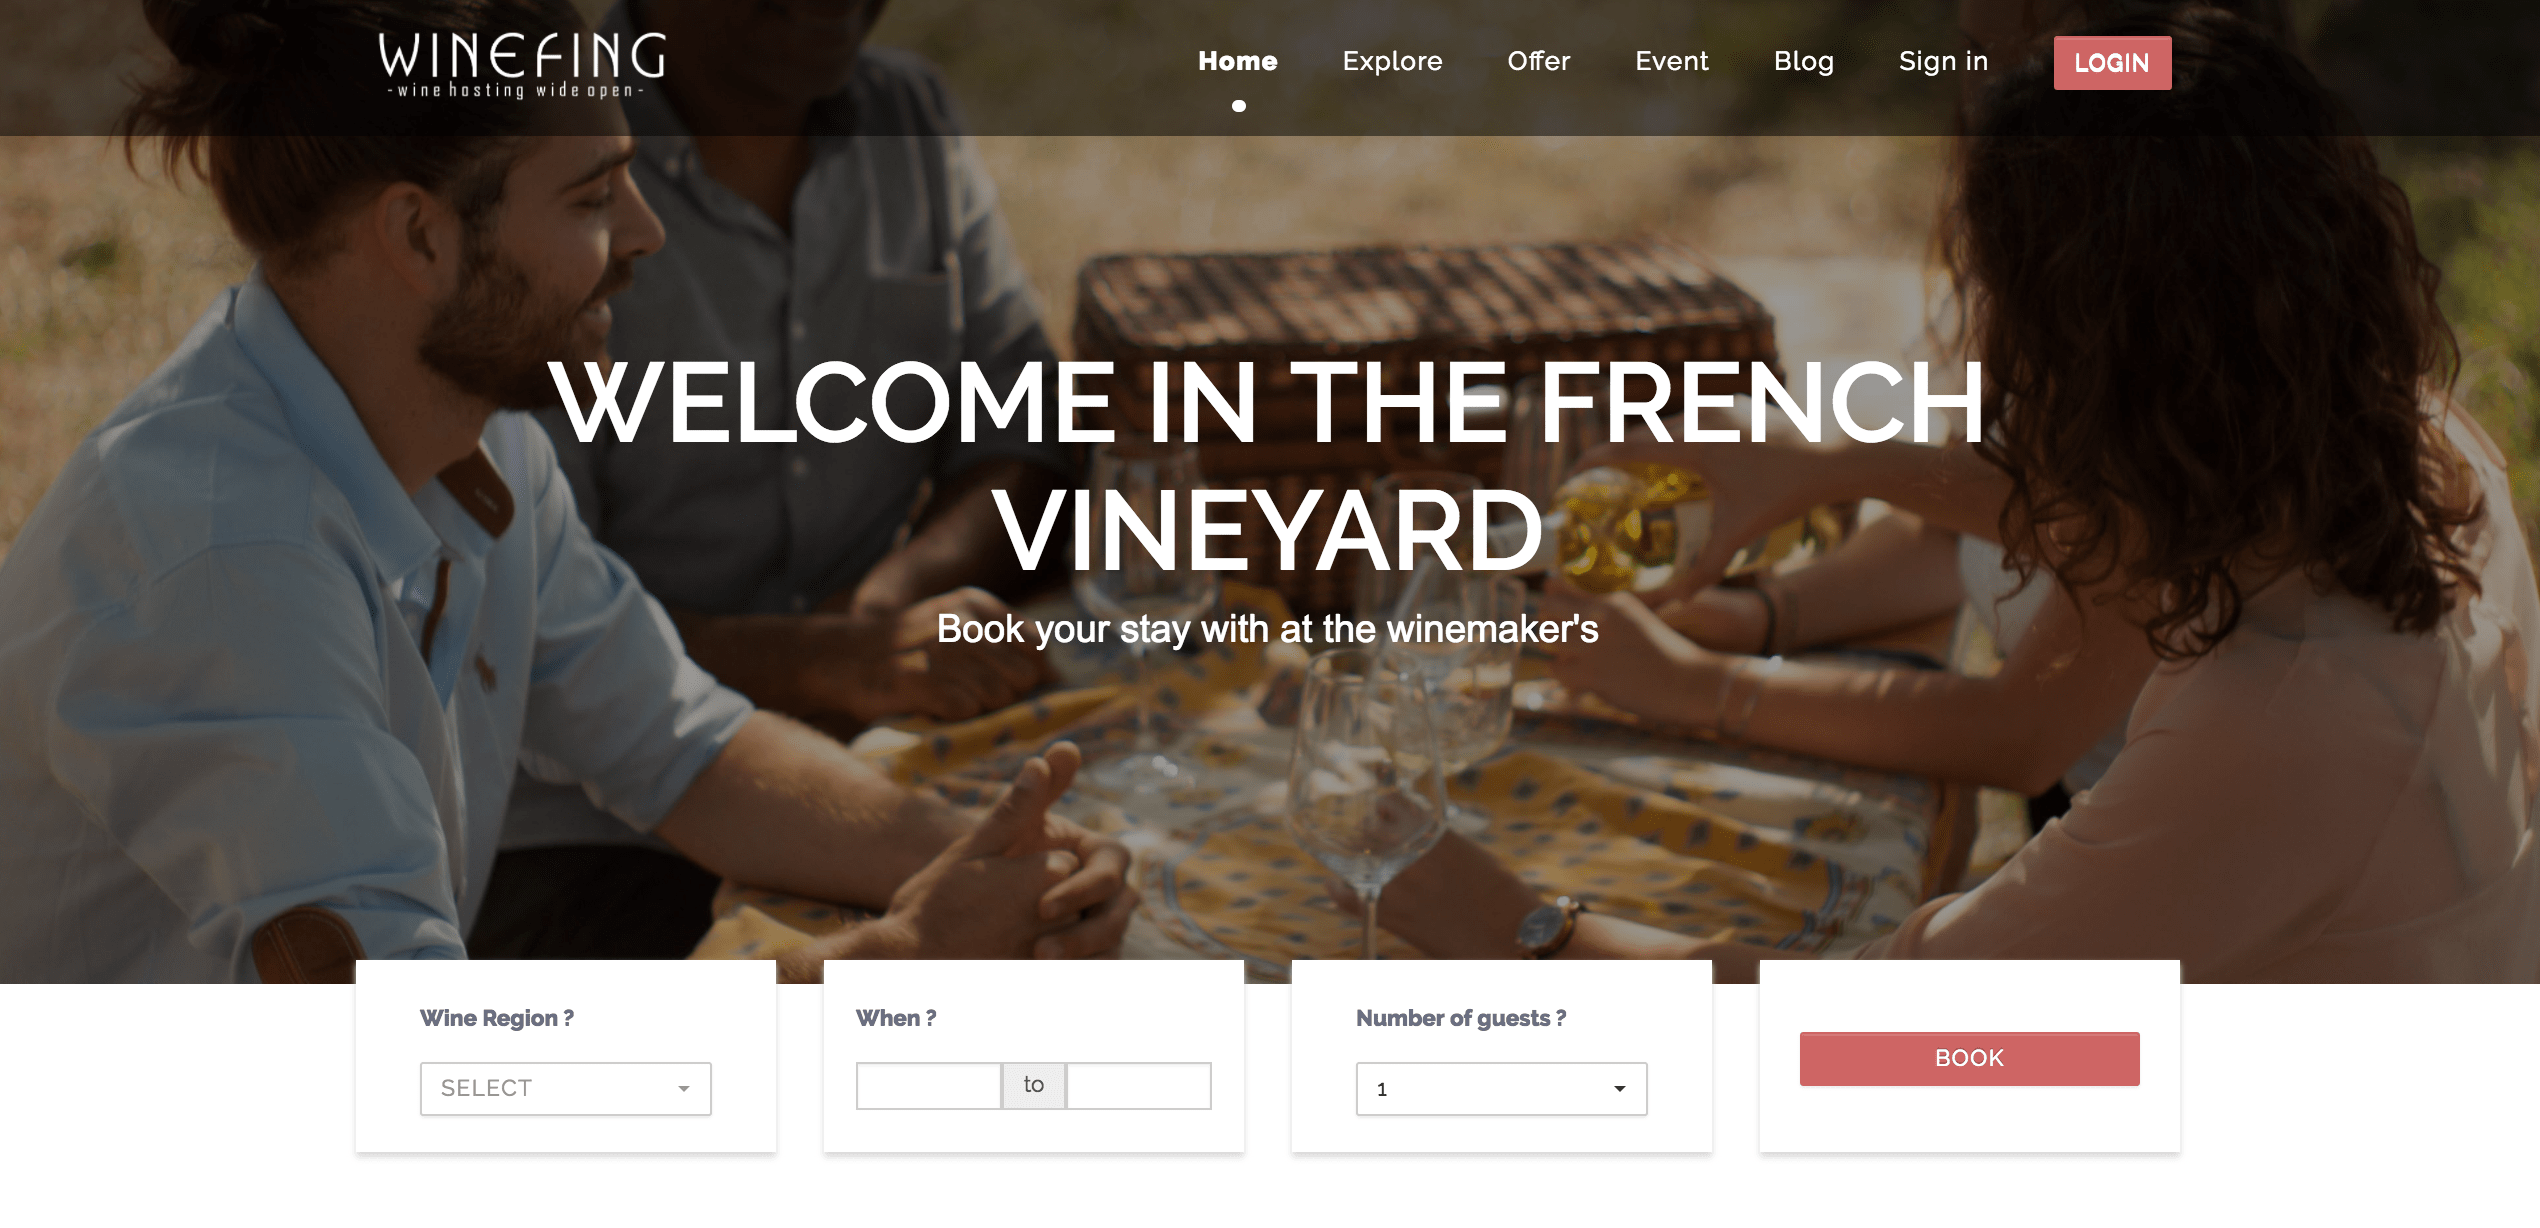 WINEFING
-wine hosting wide open-
Home Explore Offer Event Blog Sign in LOGIN
WELCOME IN THE FRENCH
VINEYARD
Book your stay with at the winemaker's
Wine Region ?
SELECT
When ?
to
Number of guests ?
1
BOOK